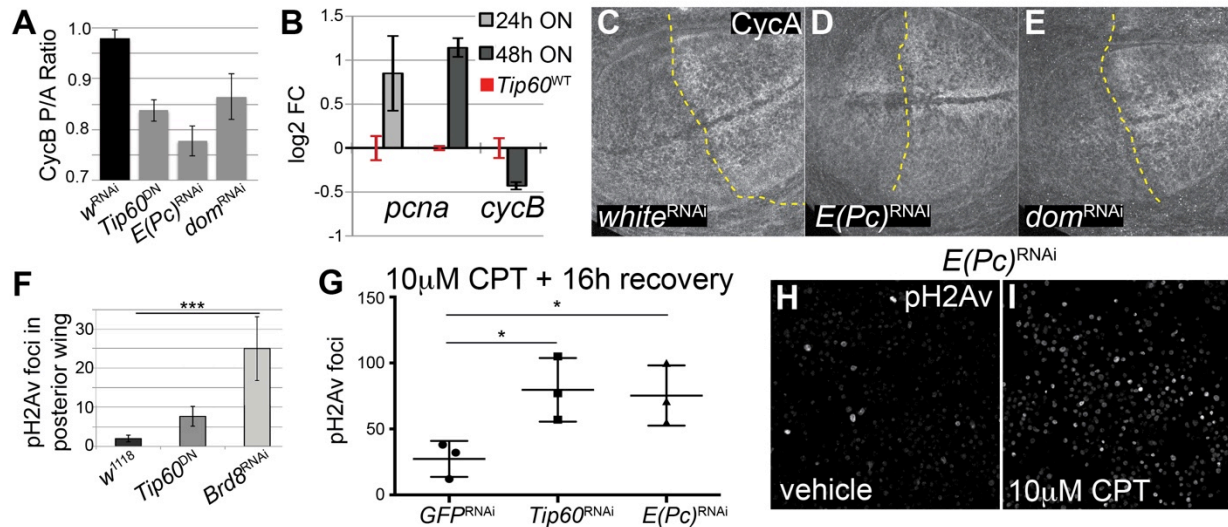 A
CycB P/A Ratio
1.0
0.95
0.9
0.85
0.8
0.7
w^RNAi
Tip60^DN
E(Pc)^RNAi
dom^RNAi
B
log2 FC
1.5
1
0.5
0
-0.5
-1
24h ON
48h ON
Tip60^WT
pcna
cycB
C
CycA
white^RNAi
D
E(Pc)^RNAi
E
dom^RNAi
F
pH2Av foci in
posterior wing
30
20
10
0
***
w^1118
Tip60^DN
Brd8^RNAi
G
10μM CPT + 16h recovery
pH2Av foci
150
100
50
0
*
*
GFP^RNAi
Tip60^RNAi
E(Pc)^RNAi
E(Pc)^RNAi
H
pH2Av
vehicle
I
10μM CPT